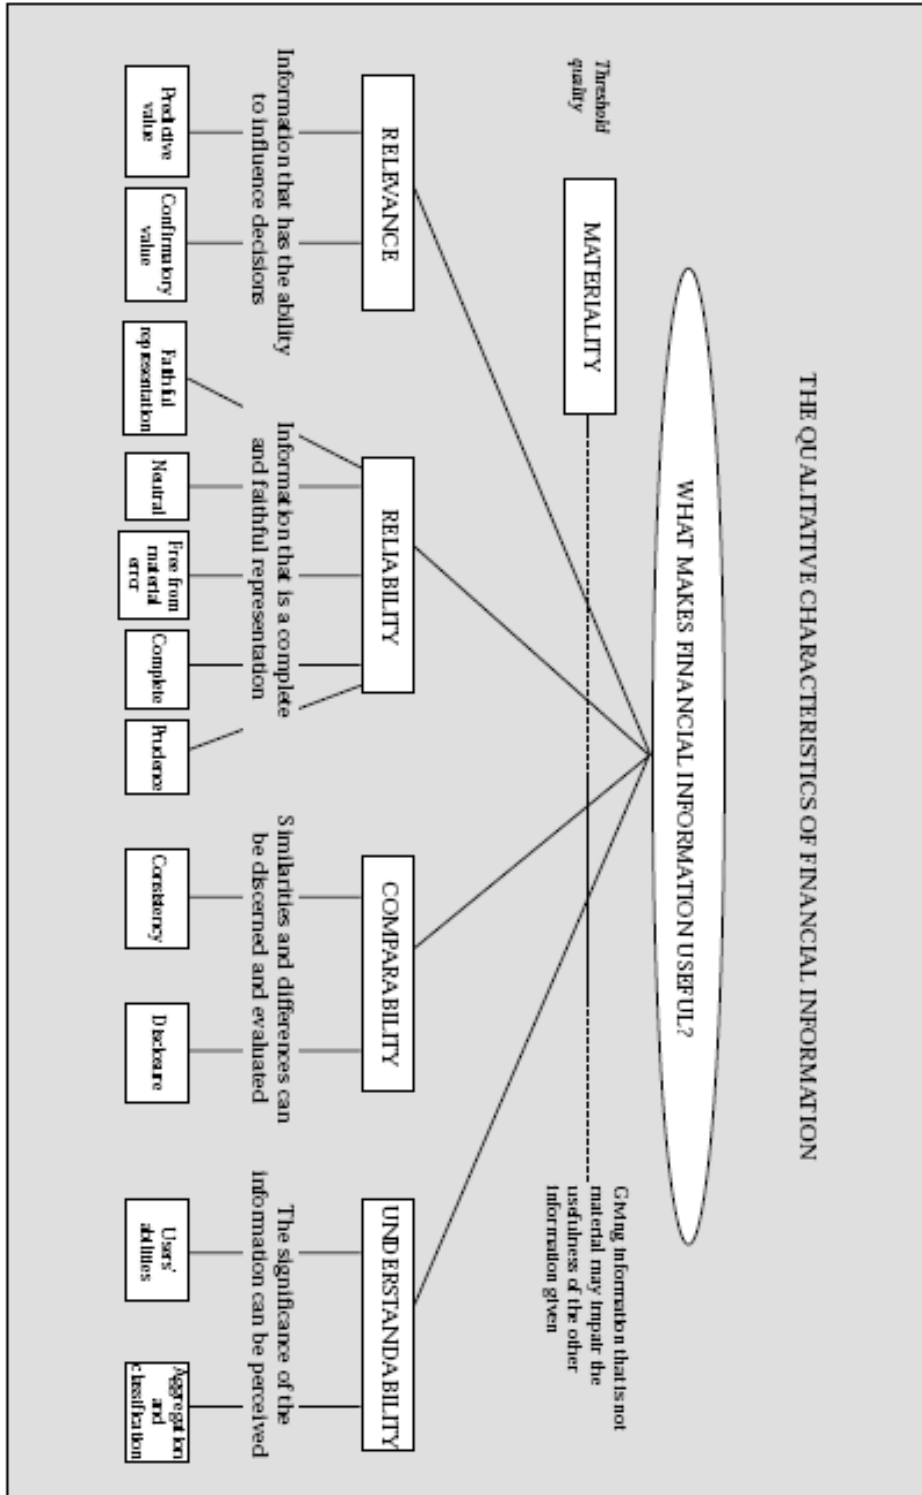 THE QUALITATIVE CHARACTERISTICS OF FINANCIAL INFORMATION
WHAT MAKES FINANCIAL INFORMATION USEFUL?
Threshold
quality
MATERIALITY
Giving information that is not
material may impair the
usefulness of the other
information given
RELEVANCE
RELIABILITY
COMPARABILITY
UNDERSTANDABILITY
Information that has the ability
to influence decisions
Information that is a complete
and faithful representation
Similarities and differences can
be discerned and evaluated
The significance of the
information can be perceived
Predictive
value
Confirmatory
value
Faithful
representation
Neutral
Free from
material
error
Complete
Prudence
Consistency
Disclosure
Users'
abilities
Aggregation
and
classification